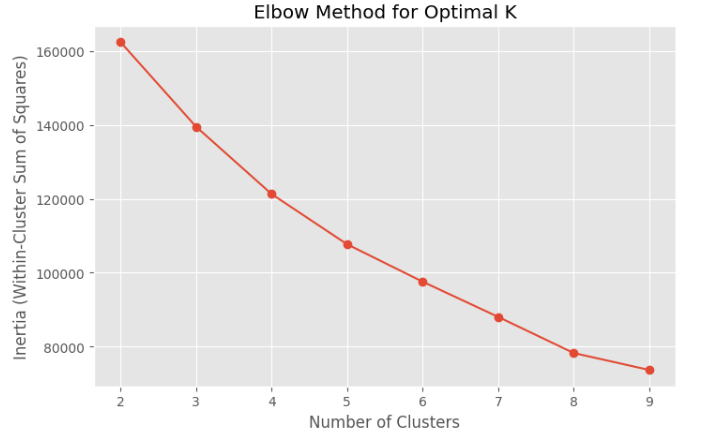 Elbow Method for Optimal K
Inertia (Within-Cluster Sum of Squares)
160000
140000
120000
100000
80000
2 3 4 5 6 7 8 9
Number of Clusters